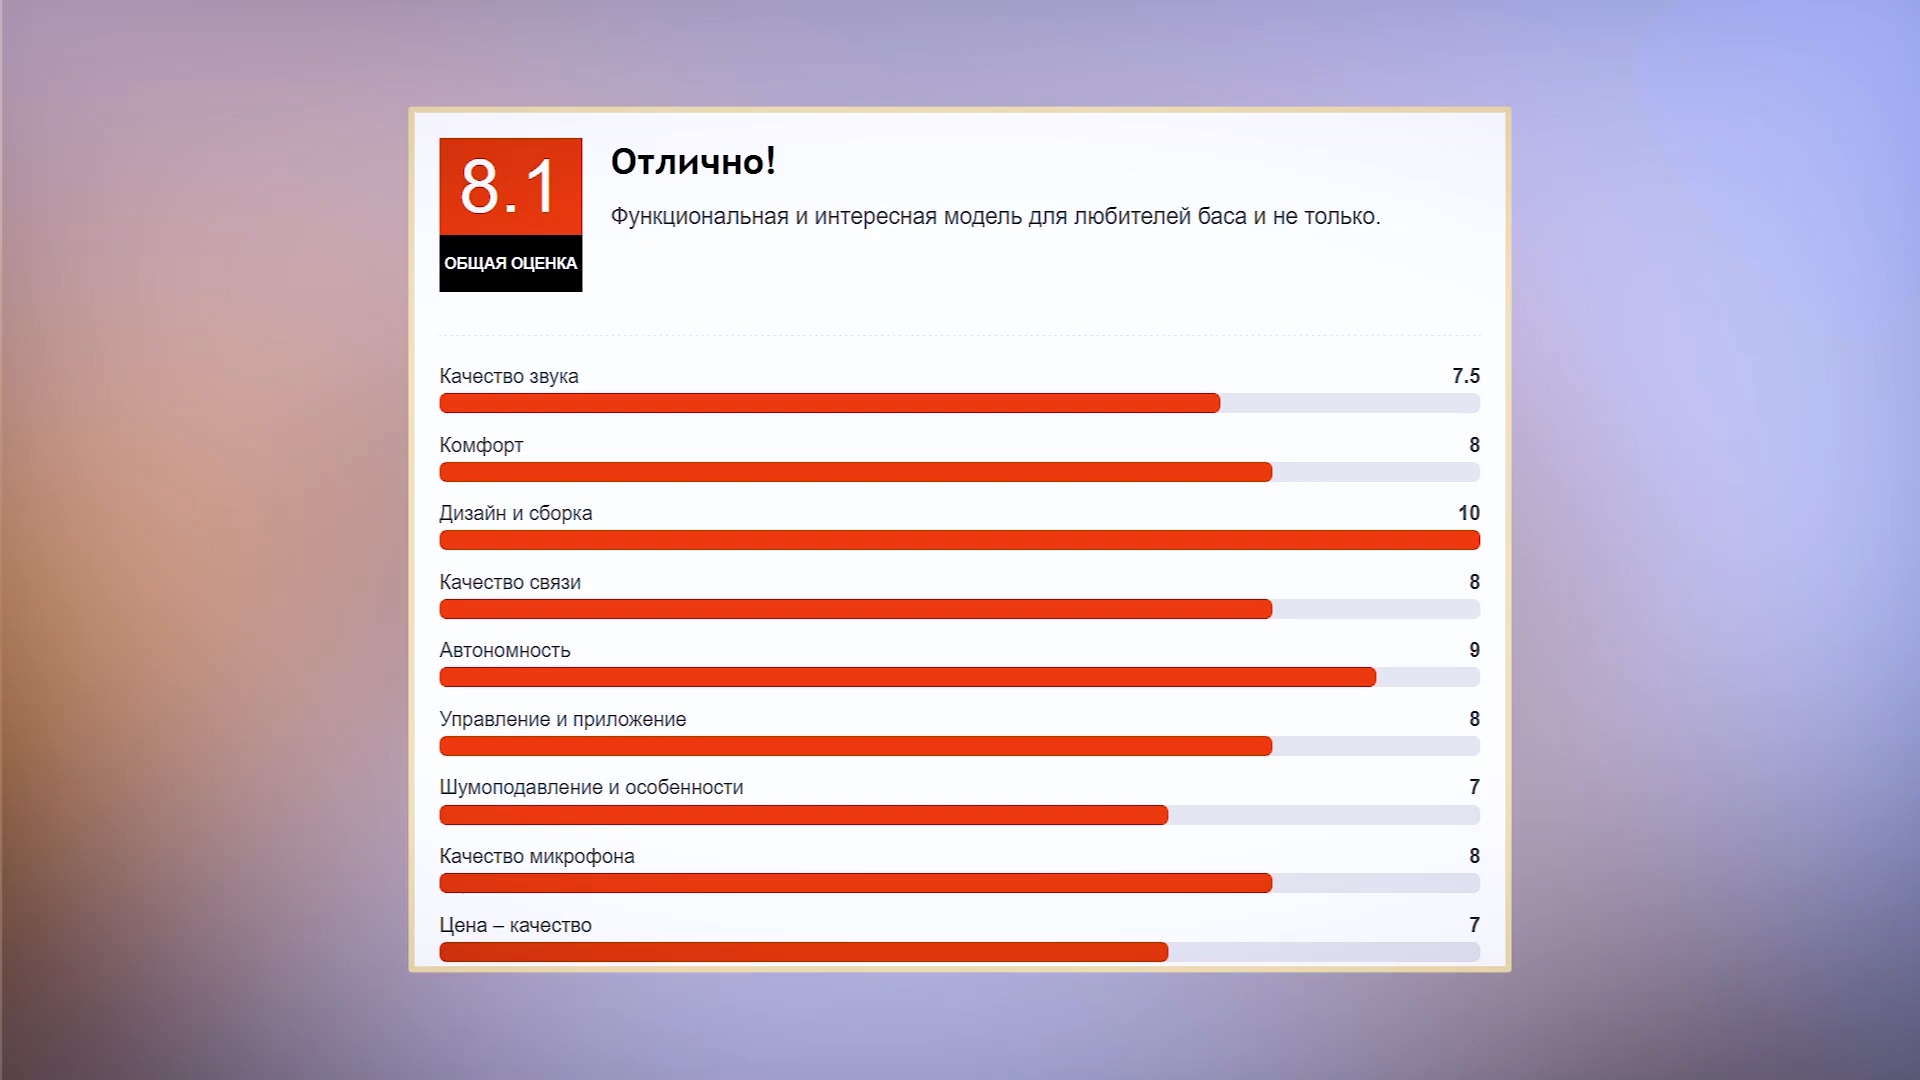 8.1
ОБЩАЯ ОЦЕНКА
Отлично!
Функциональная и интересная модель для любителей баса и не только.
Качество звука 7.5
Комфорт 8
Дизайн и сборка 10
Качество связи 8
Автономность 9
Управление и приложение 8
Шумоподавление и особенности 7
Качество микрофона 8
Цена – качество 7